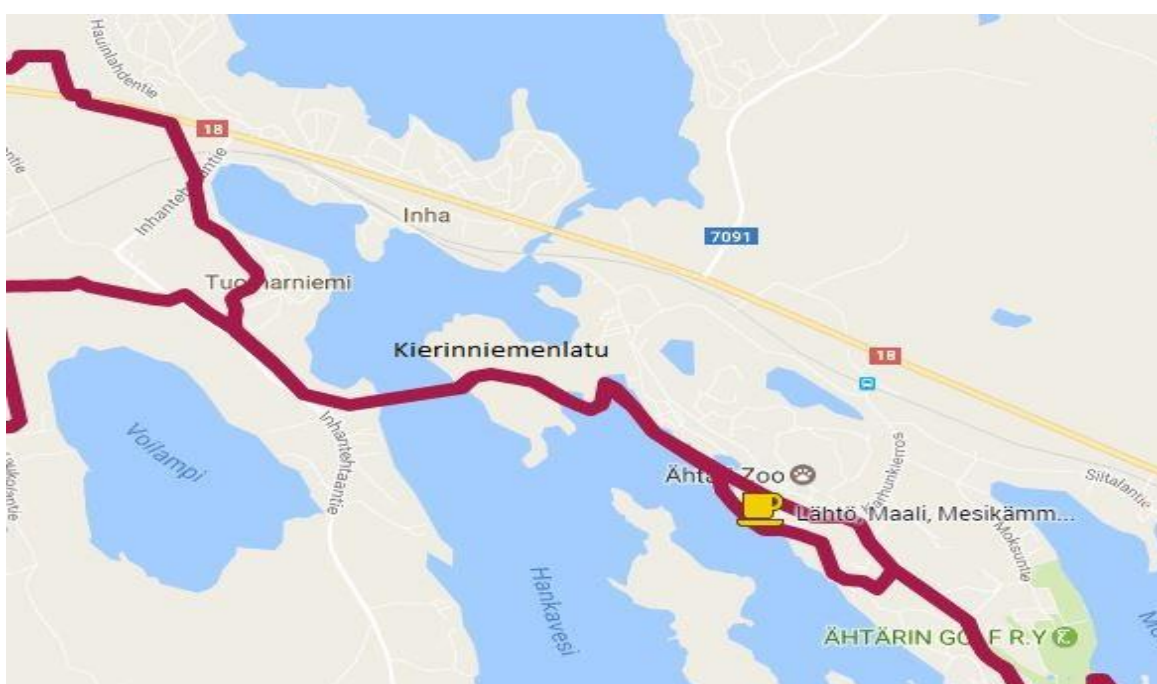 Hauinlahdentie
18
Inhantehtaantie
Inha
7091
Tuomarniemi
Kierinniemenlatu
18
Inhantehtaantie
Voilampi
Karhunkierros
Ähtäri Zoo
Siltalantie
Lähtö, Maali, Mesikämm...
Moksuntie
Hankavesi
ÄHTÄRIN GOLF R.Y